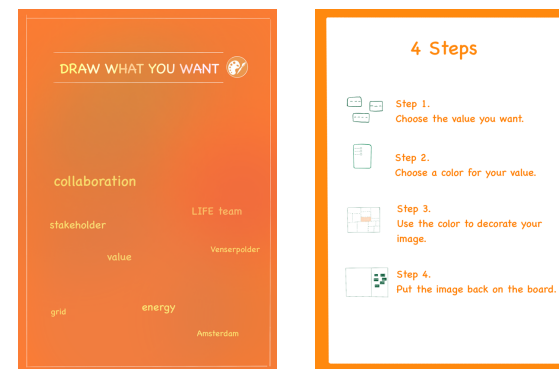 DRAW WHAT YOU WANT
collaboration
LIFE team
stakeholder
Venserpolder
value
energy
grid
Amsterdam
4 Steps
Step 1.
Choose the value you want.
Step 2.
Choose a color for your value.
Step 3.
Use the color to decorate your
image.
Step 4.
Put the image back on the board.